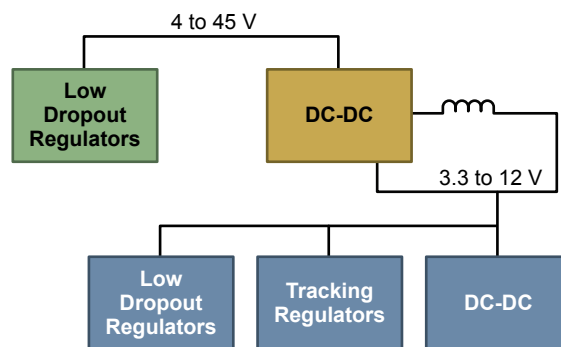 4 to 45 V
Low
Dropout
Regulators
DC-DC
3.3 to 12 V
Low
Dropout
Regulators
Tracking
Regulators
DC-DC